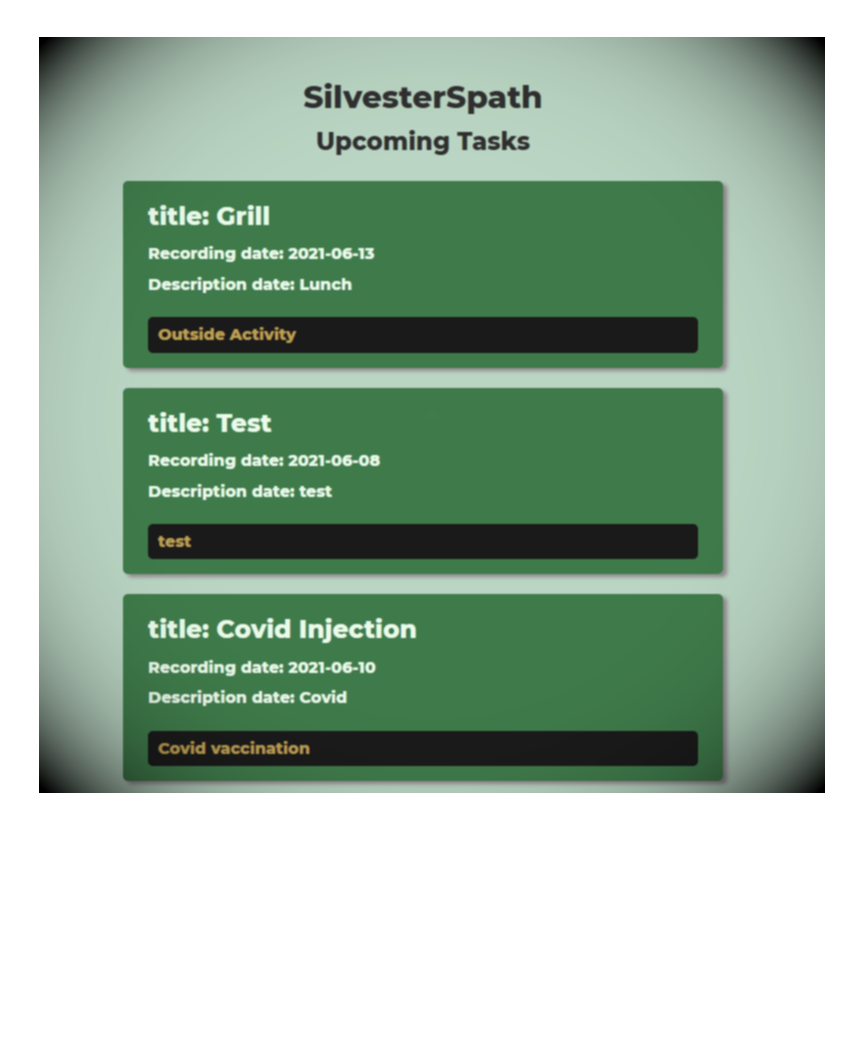 SilvesterSpath
Upcoming Tasks
title: Grill
Recording date: 2021-06-13
Description date: Lunch
Outside Activity
title: Test
Recording date: 2021-06-08
Description date: test
test
title: Covid Injection
Recording date: 2021-06-10
Description date: Covid
Covid vaccination